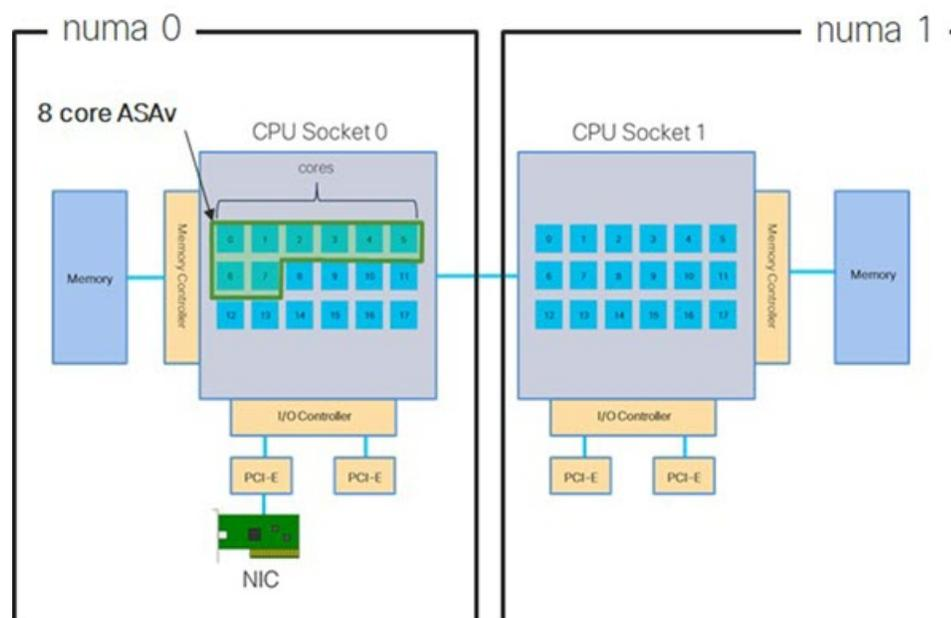 numa 0
numa 1
8 core ASAv
CPU Socket 0
CPU Socket 1
cores
Memory
Memory Controller
0 1 2 3 4 5
6 7 8 9 10 11
12 13 14 15 16 17
0 1 2 3 4 5
6 7 8 9 10 11
12 13 14 15 16 17
Memory Controller
Memory
I/O Controller
I/O Controller
PCI-E
PCI-E
PCI-E
PCI-E
NIC